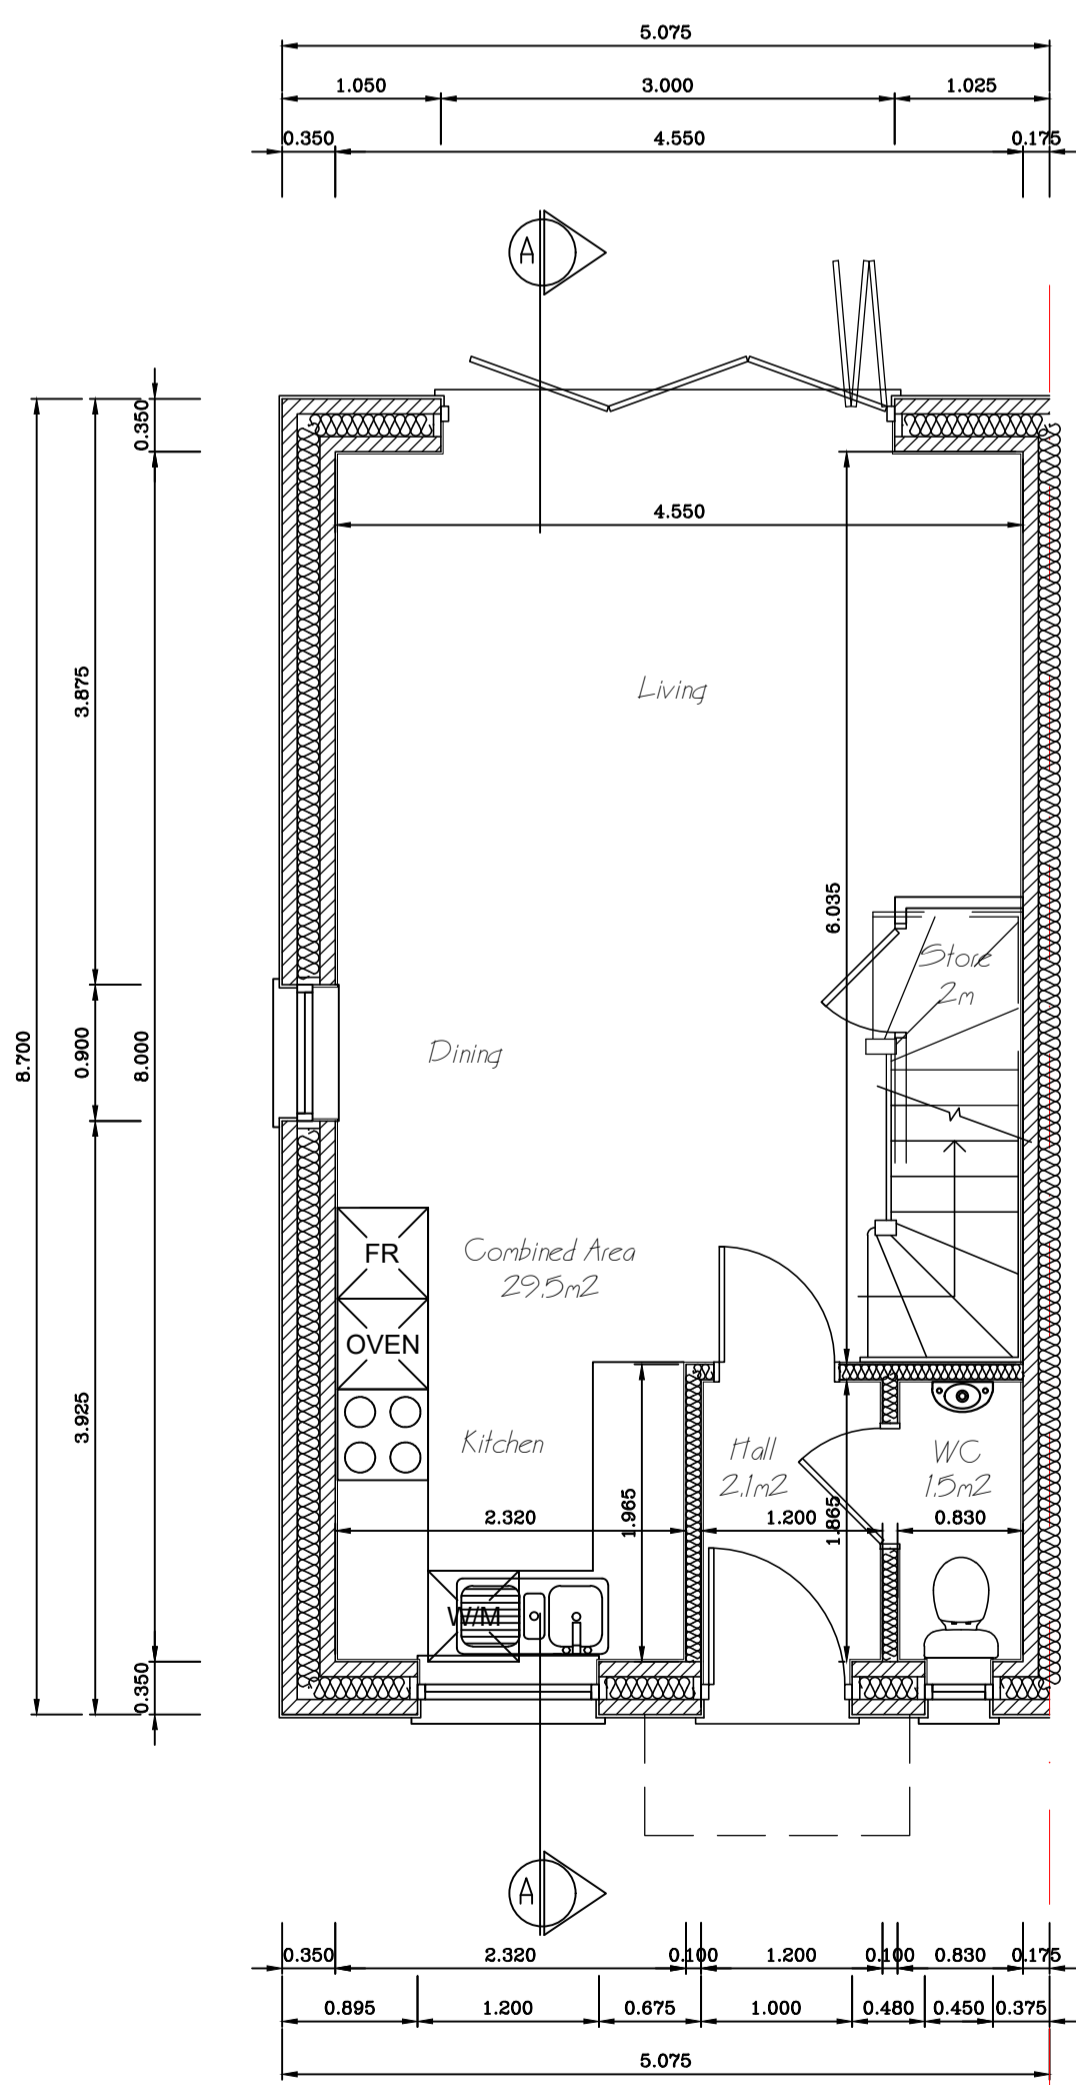 5.075
1.050 3.000 1.025
0.350 4.550 0.175
A
0.350
4.550
3.875
Living
6.035
Store
2m
8.700
0.900
8.000
Dining
FR
Combined Area
29.5m2
OVEN
3.925
Kitchen
Hall
2.1m2
WC
1.5m2
2.320
1.965
1.200
1.865
0.830
W/M
0.350
A
0.350 2.320 0.100 1.200 0.100 0.830 0.175
0.895 1.200 0.675 1.000 0.480 0.450 0.375
5.075